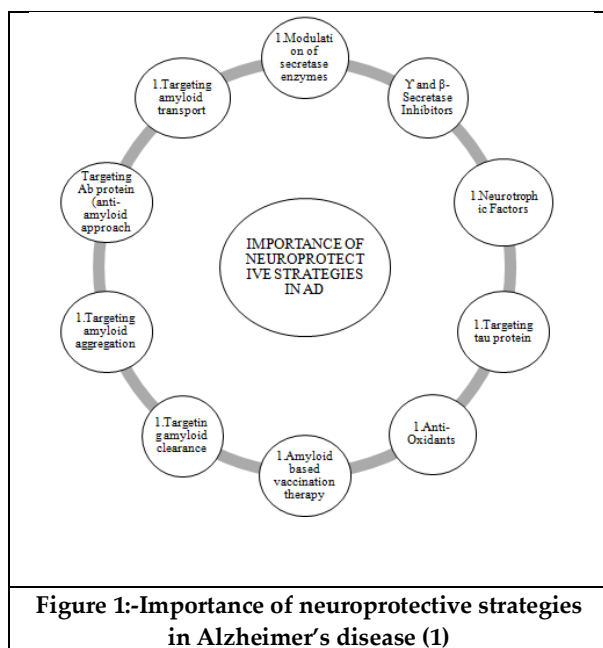 1.Modulati
on of
secretase
enzymes
ϒ and β-
Secretase
Inhibitors
1.Neurotrop
hic Factors
1.Targeting
tau protein
1.Anti-
Oxidants
1.Amyloid
based
vaccination
therapy
1.Targetin
g amyloid
clearance
1.Targeting
amyloid
aggregation
Targeting
Ab protein
(anti-
amyloid
approach
1.Targeting
amyloid
transport
IMPORTANCE OF
NEUROPROTECT
IVE STRATEGIES
IN AD
Figure 1:-Importance of neuroprotective strategies
in Alzheimer’s disease (1)